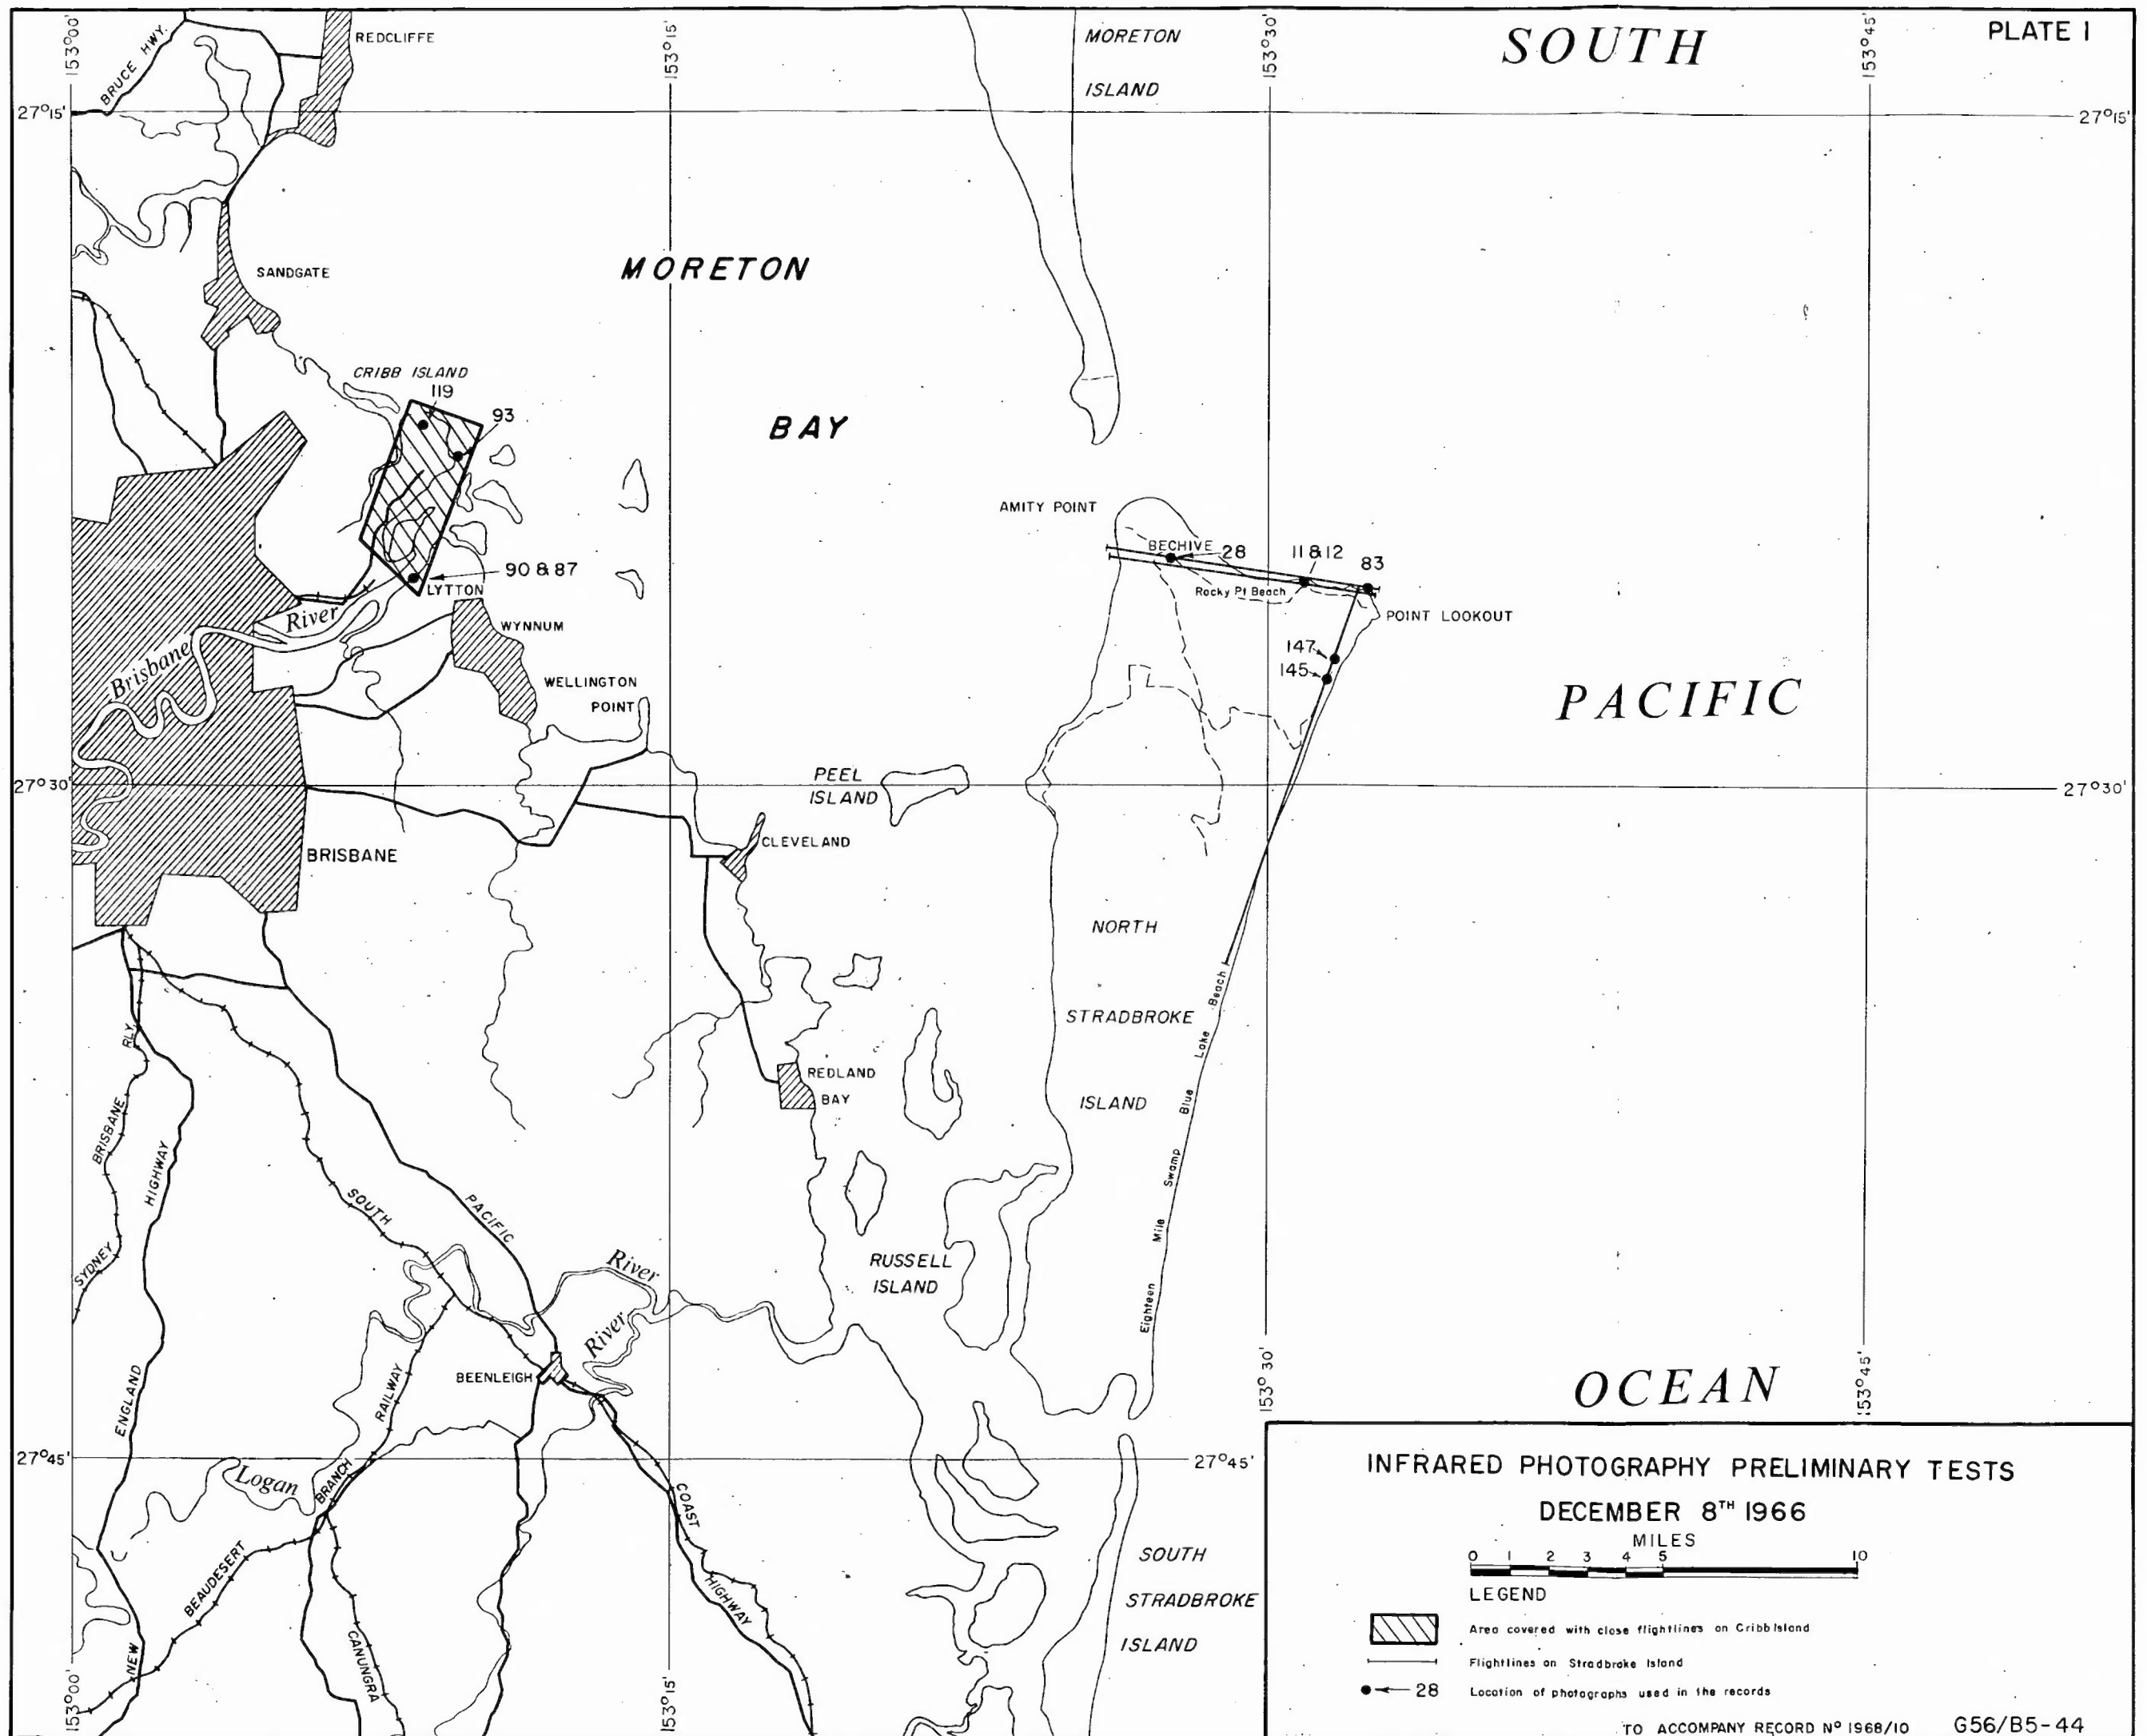 PLATE 1
153°00'
153°15'
153°30'
153°45'
SOUTH
MORETON
ISLAND
REDCLIFFE
BRUCE HWY.
27°15'
27°15'
SANDGATE
MORETON
BAY
CRIBB ISLAND
119
93
90 & 87
LYTTON
AMITY POINT
BECHIVE
28
11 & 12
83
Rocky Pt Beach
POINT LOOKOUT
River
Brisbane
WYNNUM
147
145
WELLINGTON
POINT
PACIFIC
27°30'
27°30'
PEEL
ISLAND
CLEVELAND
BRISBANE
NORTH
STRADBROKE
ISLAND
Eighteen Mile Swamp Blue Lake Beach
REDLAND
BAY
SYDNEY BRISBANE RLY.
NEW ENGLAND HIGHWAY
SOUTH
PACIFIC
River
River
RUSSELL
ISLAND
BEENLEIGH
OCEAN
153°30'
153°45'
27°45'
27°45'
Logan
BEAUDESERT BRANCH RAILWAY
CANUNGRA
COAST
HIGHWAY
SOUTH
STRADBROKE
ISLAND
153°00'
153°15'
INFRARED PHOTOGRAPHY PRELIMINARY TESTS
DECEMBER 8TH 1966
MILES
0 1 2 3 4 5 10
LEGEND
Area covered with close flightlines on Cribb Island
Flightlines on Stradbroke Island
28 Location of photographs used in the records
TO ACCOMPANY RECORD Nº 1968/10 G56/B5-44